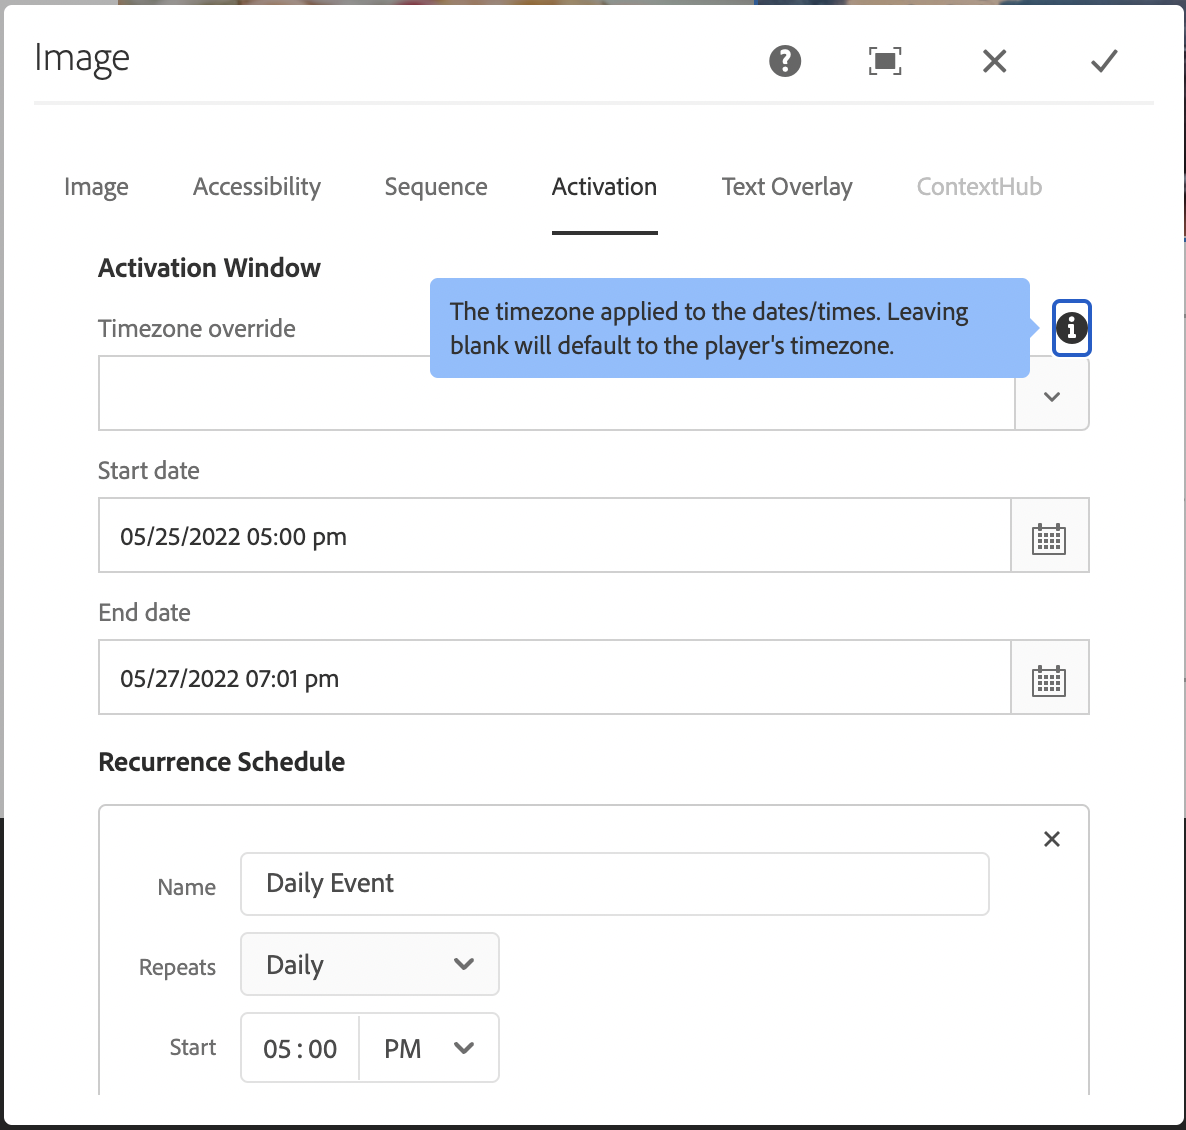 Image
Image Accessibility Sequence Activation Text Overlay ContextHub
Activation Window
Timezone override
The timezone applied to the dates/times. Leaving
blank will default to the player's timezone.
Start date
05/25/2022 05:00 pm
End date
05/27/2022 07:01 pm
Recurrence Schedule
Name Daily Event
Repeats Daily
Start 05 : 00 PM